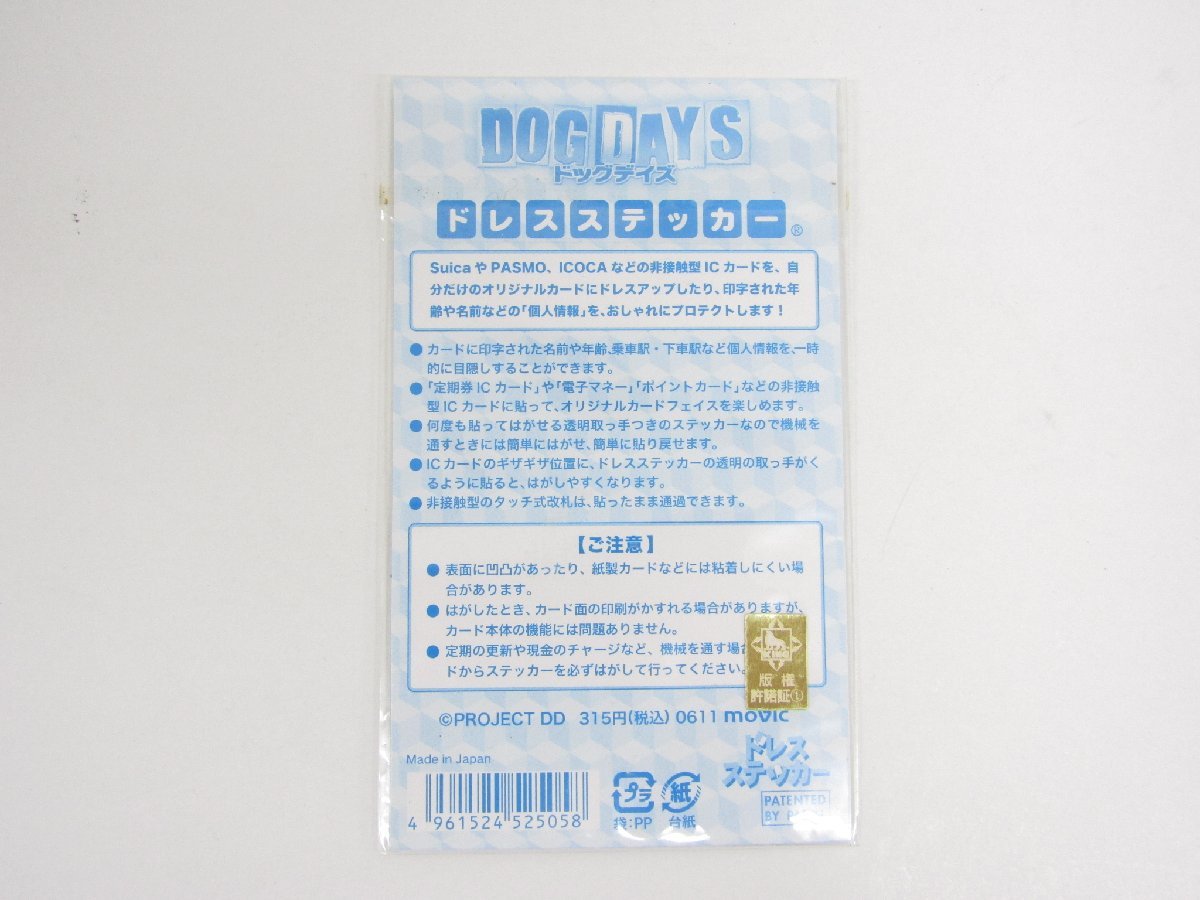 DOG DAYS
ドッグデイズ
ドレスステッカー®
SuicaやPASMO、ICOCAなどの非接触型ICカードを、自
分だけのオリジナルカードにドレスアップしたり、印字された年
齢や名前などの「個人情報」を、おしゃれにプロテクトします！
●カードに印字された名前や年齢、乗車駅・下車駅など個人情報を、一時
的に目隠しすることができます。
●「定期券ICカード」や「電子マネー」「ポイントカード」などの非接触
型ICカードに貼って、オリジナルカードフェイスを楽しめます。
●何度も貼ってはがせる透明取っ手つきのステッカーなので機械を
通すときには簡単にはがせ、簡単に貼り戻せます。
●ICカードのギザギザ位置に、ドレスステッカーの透明の取っ手がく
るように貼ると、はがしやすくなります。
●非接触型のタッチ式改札は、貼ったまま通過できます。
【ご注意】
●表面に凹凸があったり、紙製カードなどには粘着しにくい場
合があります。
●はがしたとき、カード面の印刷がかすれる場合がありますが、
カード本体の機能には問題ありません。
●定期の更新や現金のチャージなど、機械を通す場
ドからステッカーを必ずはがして行ってください。
版権
許諾証①
©PROJECT DD 315円(税込) 0611 movic
Made in Japan
ドレス
ステッカー
プラ
紙
袋:PP
台紙
PATENTED
BY
4 961524 525058